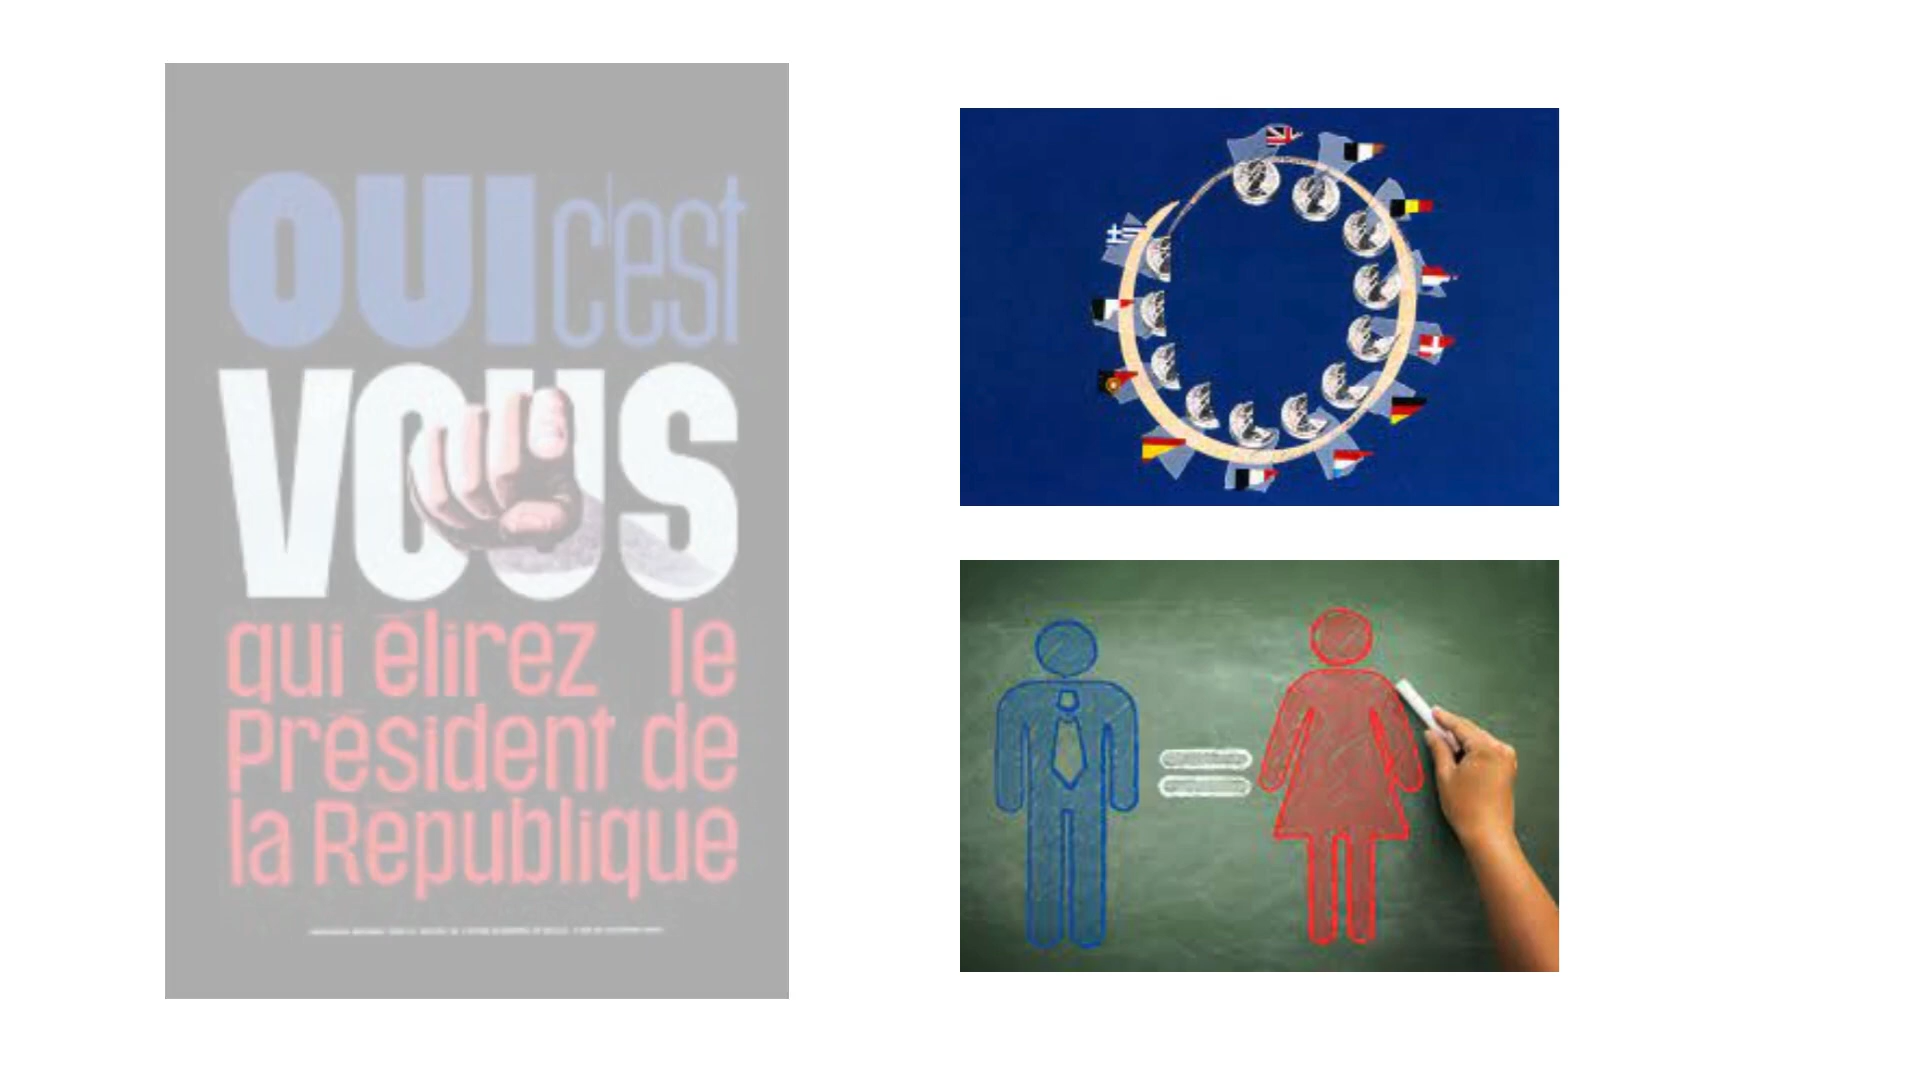 OUI c'est
VOUS
qui élirez le
Président de
la République